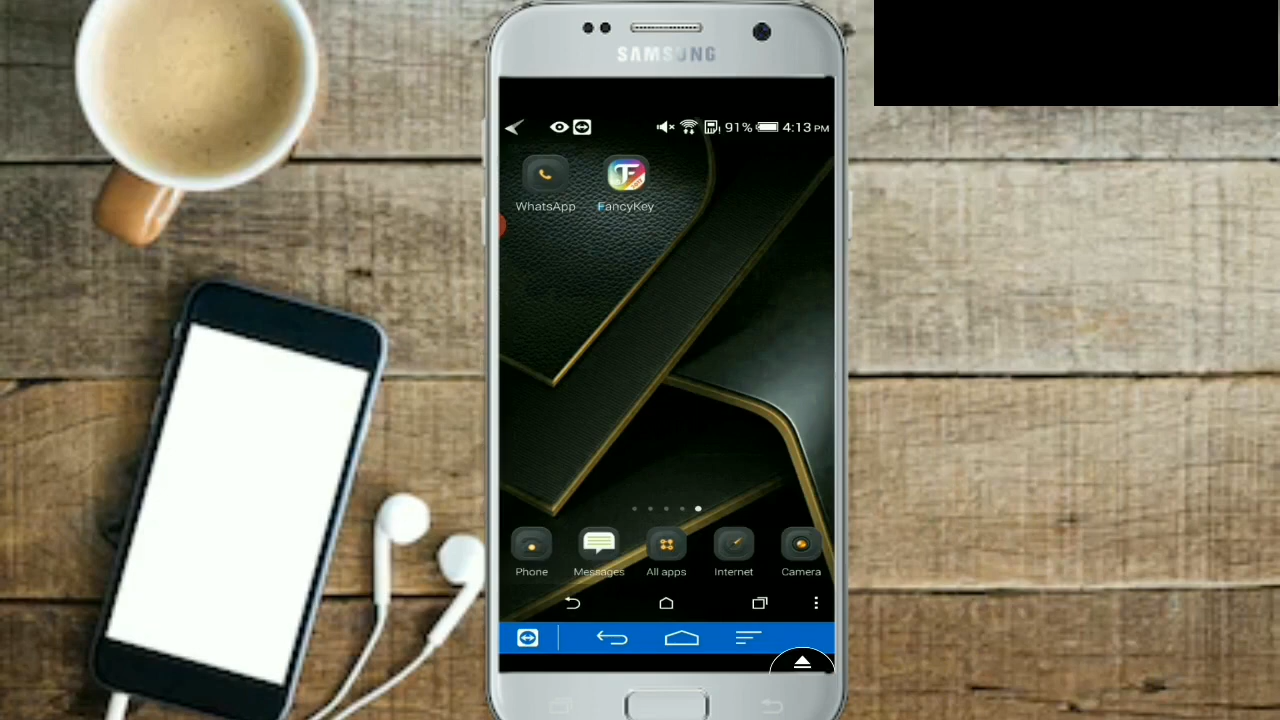 SAMSUNG
91% 4:13 PM
WhatsApp FancyKey
Phone Messages All apps Internet Camera